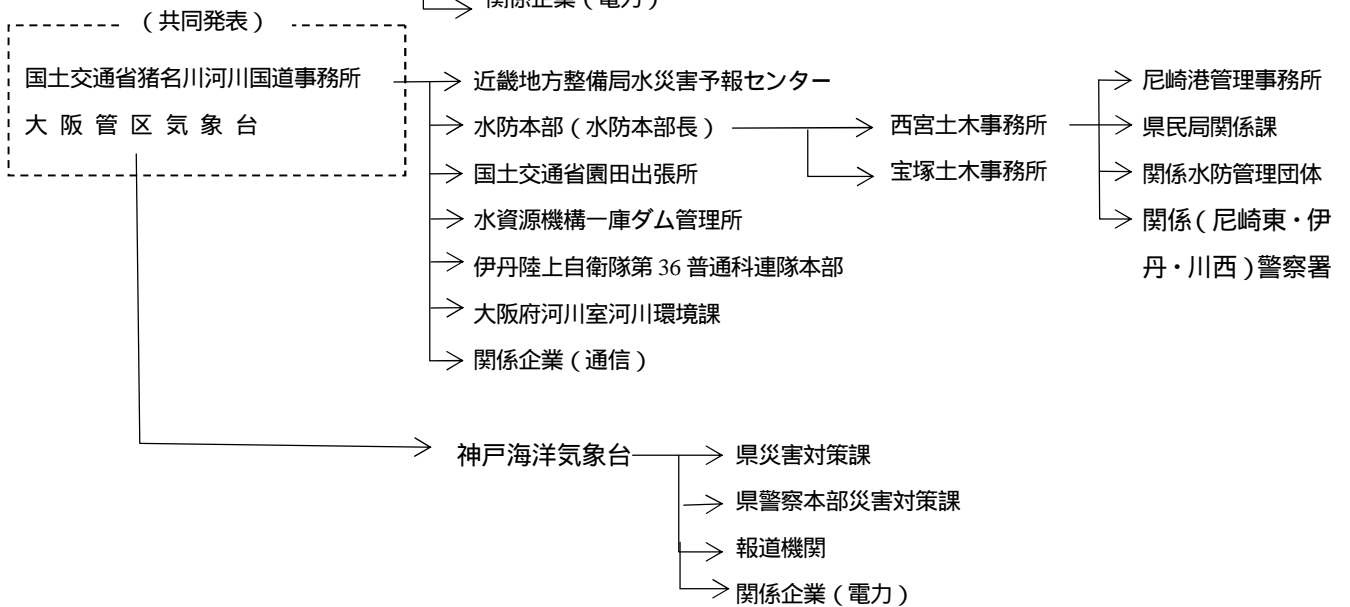 関係企業(電力)
(共同発表)
国土交通省猪名川河川国道事務所
大阪管区気象台
近畿地方整備局水災害予報センター
水防本部(水防本部長)
国土交通省園田出張所
水資源機構一庫ダム管理所
伊丹陸上自衛隊第36普通科連隊本部
大阪府河川室河川環境課
関係企業(通信)
西宮土木事務所
宝塚土木事務所
尼崎港管理事務所
県民局関係課
関係水防管理団体
関係(尼崎東・伊
丹・川西)警察署
神戸海洋気象台
県災害対策課
県警察本部災害対策課
報道機関
関係企業(電力)